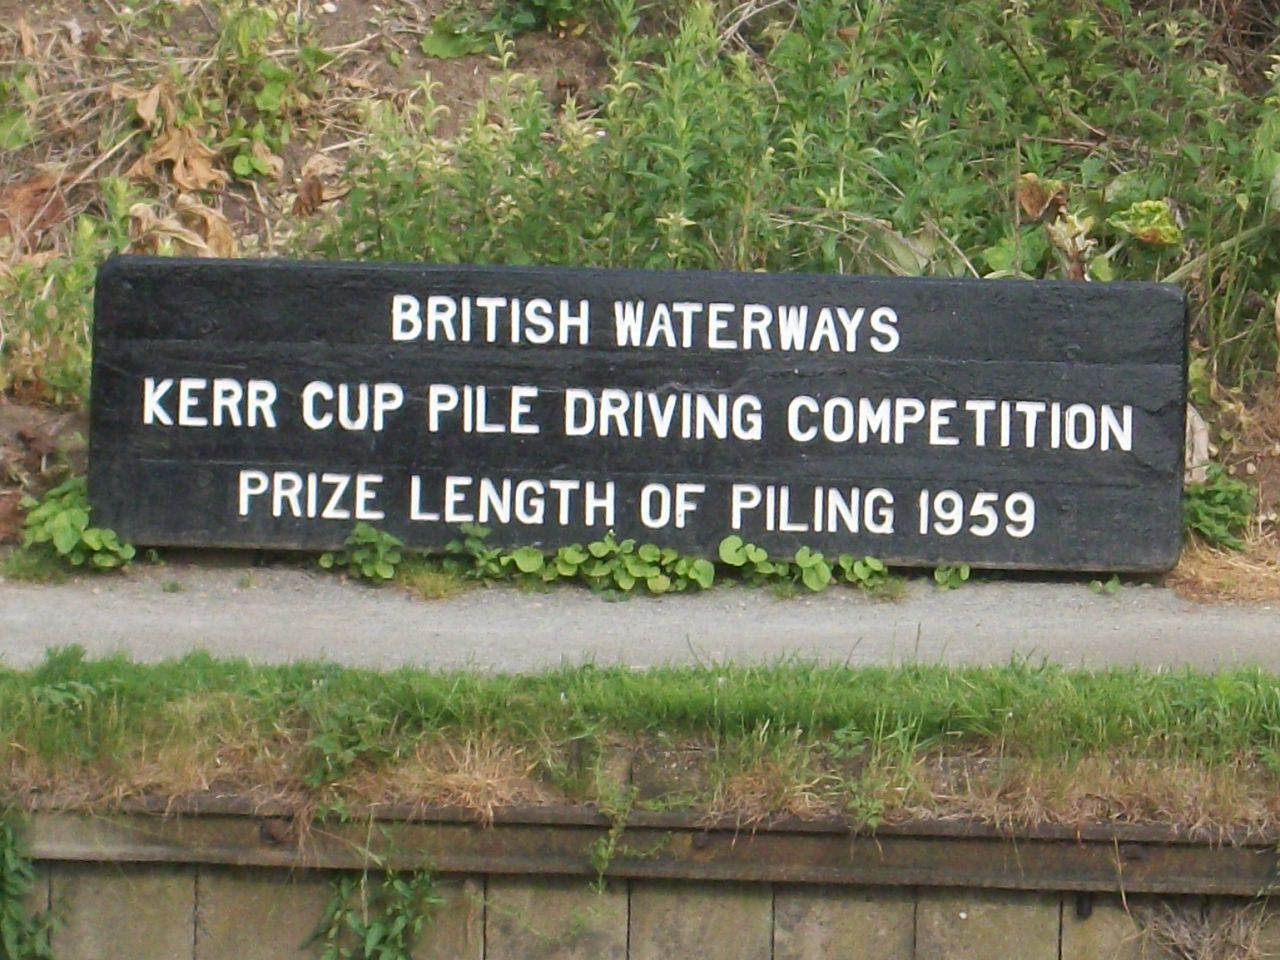 BRITISH WATERWAYS
KERR CUP PILE DRIVING COMPETITION
PRIZE LENGTH OF PILING 1959